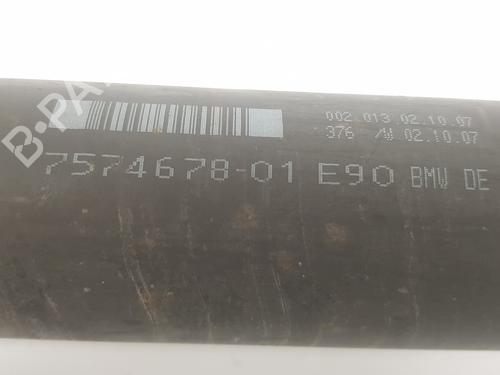 002 013 02.10.07
376 /W 02.10.07
7574678-01 E90 BMW DE
B-PA